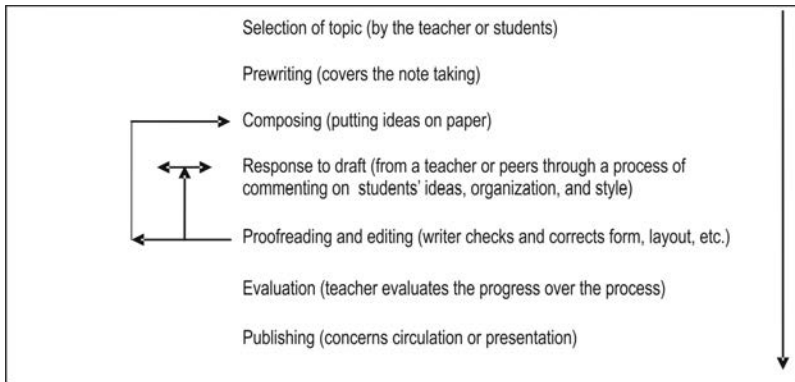 Selection of topic (by the teacher or students)
Prewriting (covers the note taking)
Composing (putting ideas on paper)
Response to draft (from a teacher or peers through a process of
commenting on students' ideas, organization, and style)
Proofreading and editing (writer checks and corrects form, layout, etc.)
Evaluation (teacher evaluates the progress over the process)
Publishing (concerns circulation or presentation)